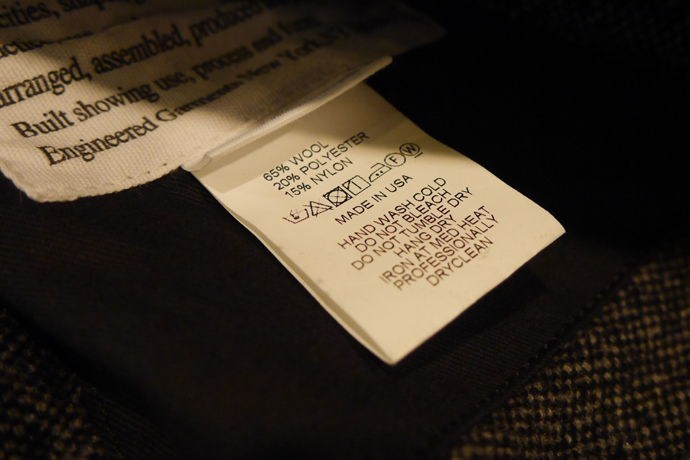 cities,
arranged, assembled, produced
Built showing use, process and
Engineered Garments New York, NY
65% WOOL
20% POLYESTER
15% NYLON
F W
MADE IN USA
HAND WASH COLD
DO NOT BLEACH
DO NOT TUMBLE DRY
HANG DRY
IRON AT MED.HEAT
PROFESSIONALLY
DRYCLEAN